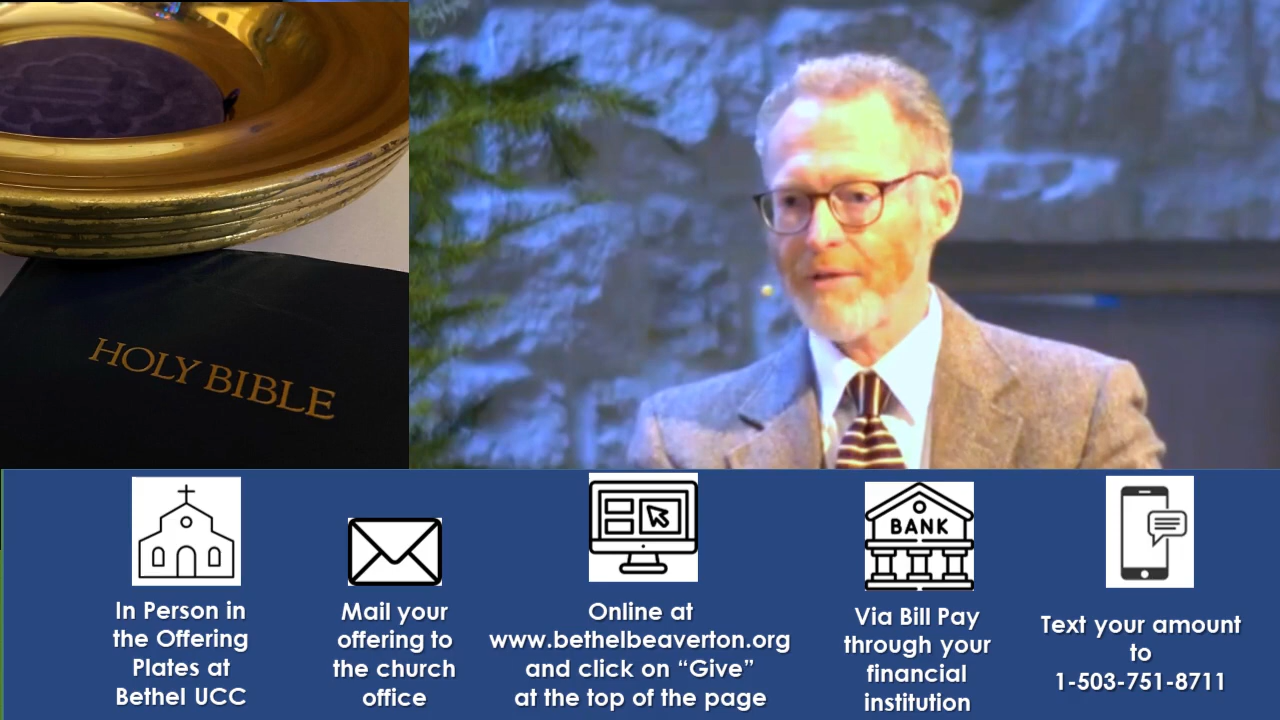 HOLY BIBLE
BANK
In Person in
the Offering
Plates at
Bethel UCC
Mail your
offering to
the church
office
Online at
www.bethelbeaverton.org
and click on “Give”
at the top of the page
Via Bill Pay
through your
financial
institution
Text your amount
to
1-503-751-8711